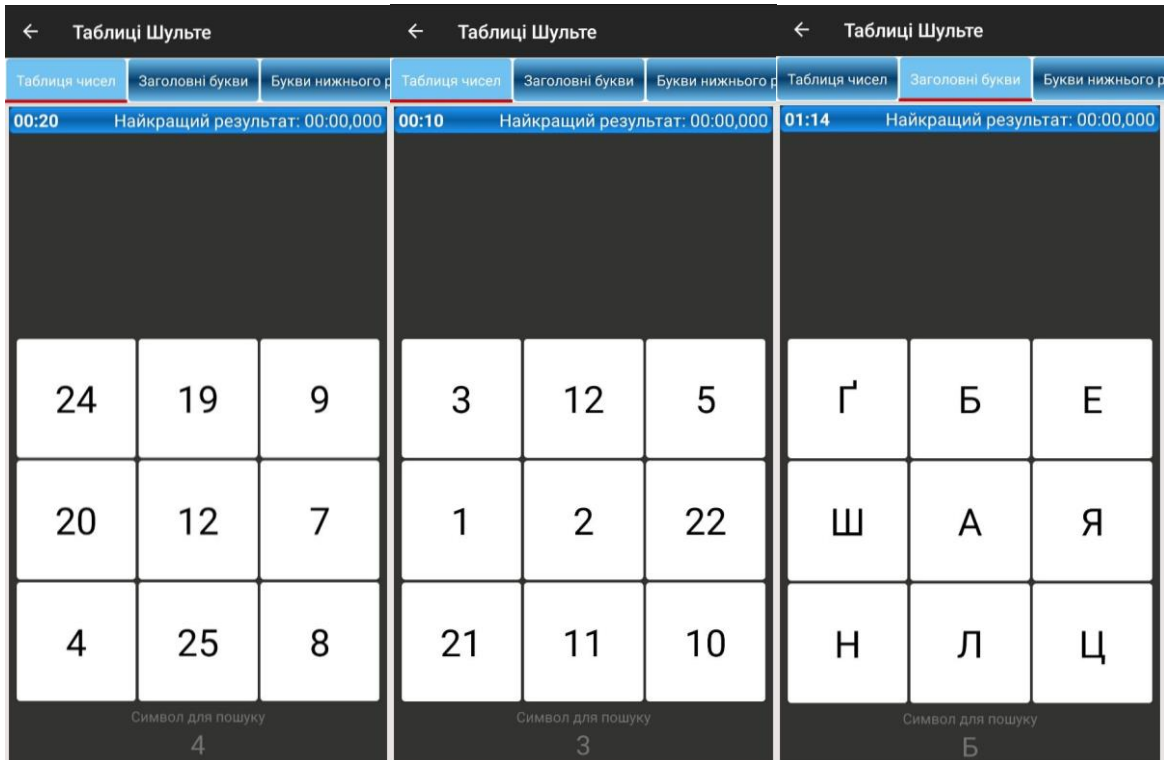 Таблиці Шульте
Таблиця чисел Заголовні букви Букви нижнього р
00:20 Найкращий результат: 00:00,000
24 19 9
20 12 7
4 25 8
Символ для пошуку
4
Таблиці Шульте
Таблиця чисел Заголовні букви Букви нижнього р
00:10 Найкращий результат: 00:00,000
3 12 5
1 2 22
21 11 10
Символ для пошуку
3
Таблиці Шульте
Таблиця чисел Заголовні букви Букви нижнього р
01:14 Найкращий результат: 00:00,000
Ґ Б Е
Ш А Я
Н Л Ц
Символ для пошуку
Б